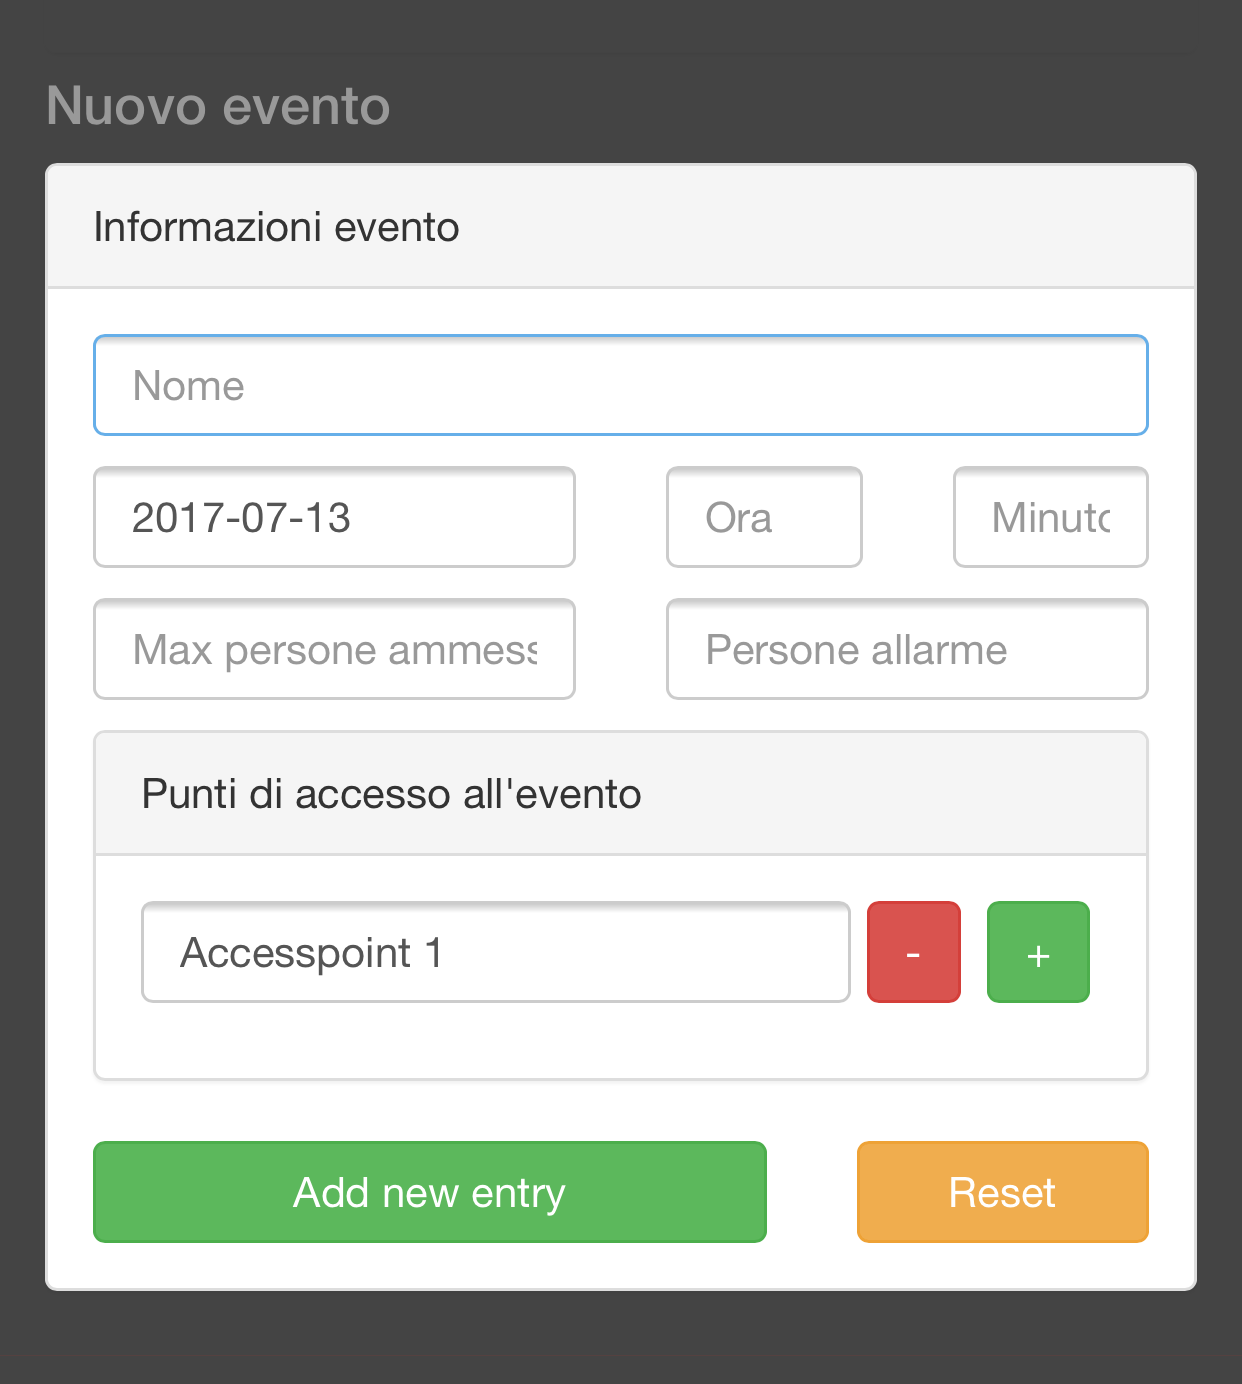 Nuovo evento
Informazioni evento
Nome
2017-07-13 Ora Minuto
Max persone ammess Persone allarme
Punti di accesso all'evento
Accesspoint 1 - +
Add new entry Reset